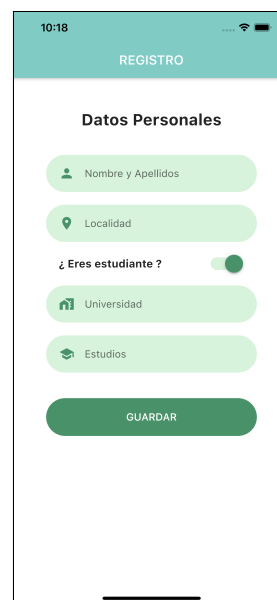 10:18
REGISTRO
Datos Personales
Nombre y Apellidos
Localidad
¿ Eres estudiante ?
Universidad
Estudios
GUARDAR